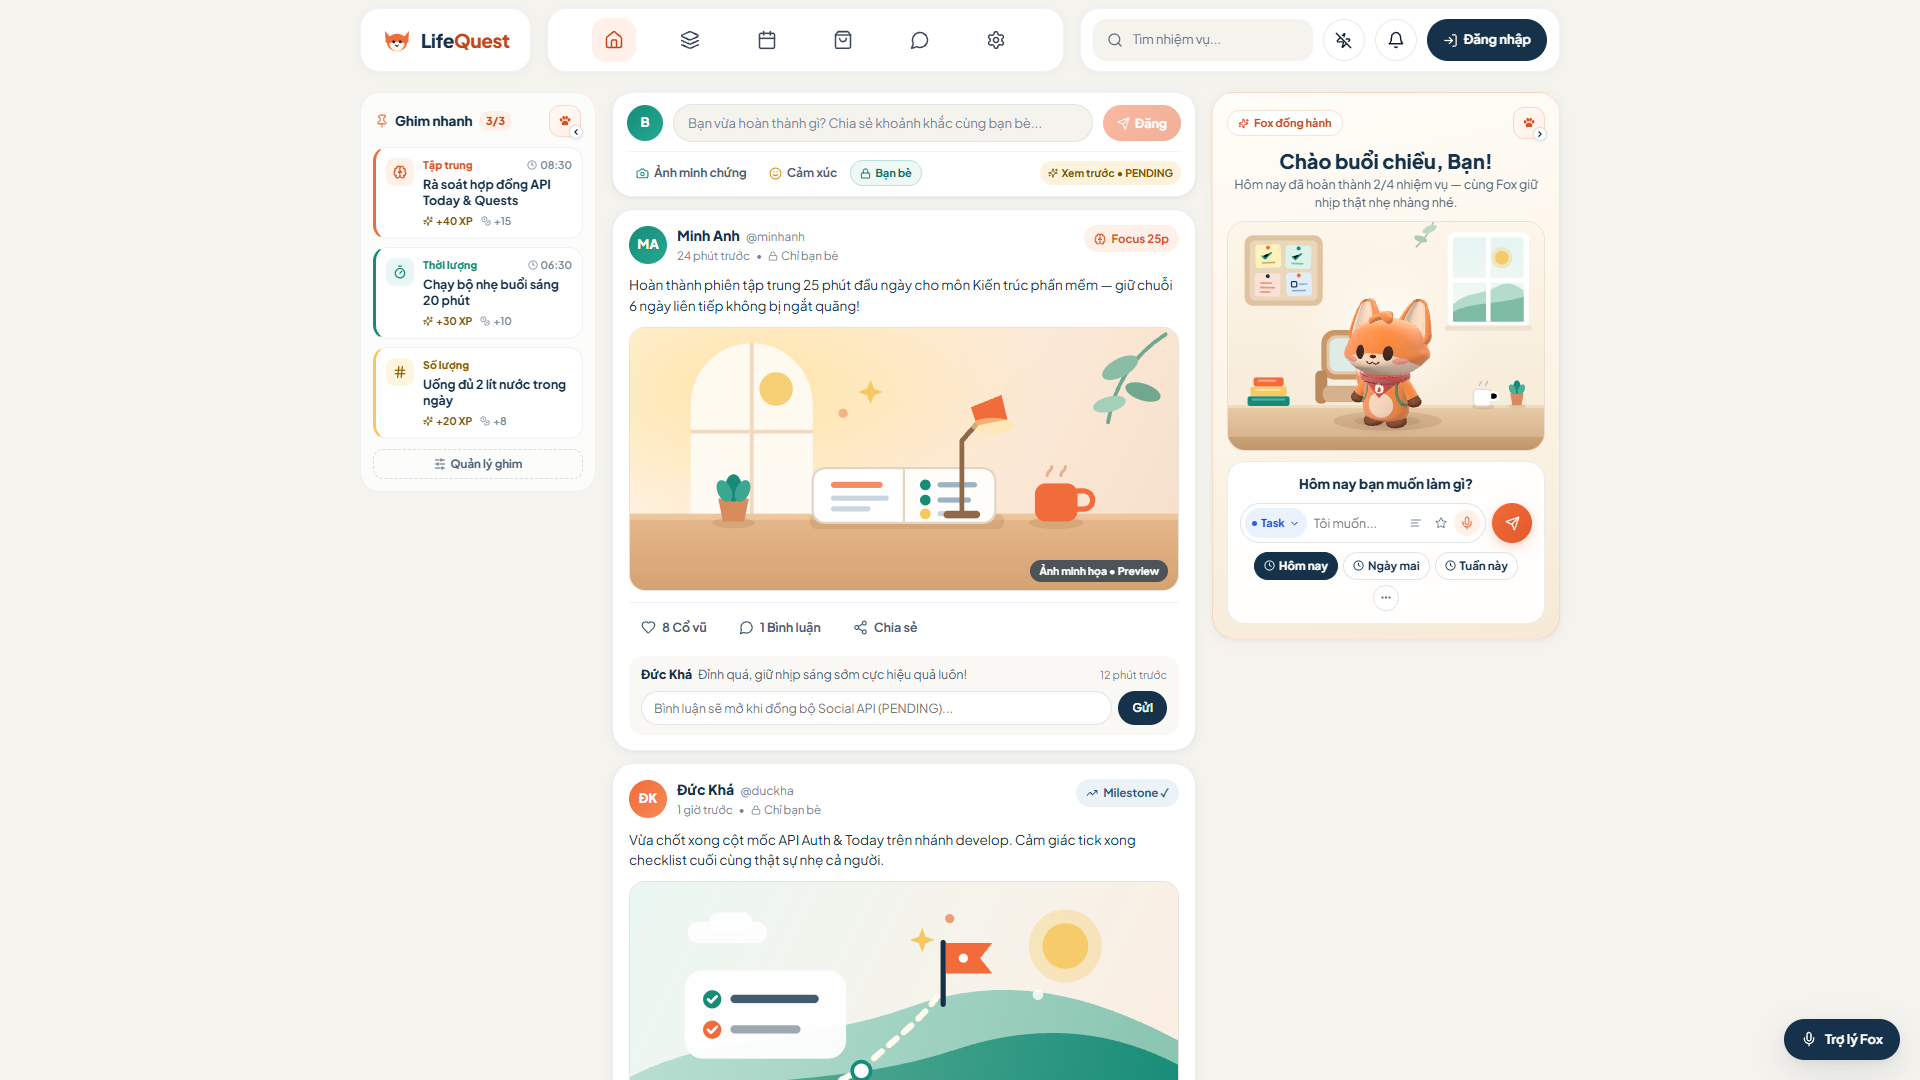 LifeQuest
Tìm nhiệm vụ...
Đăng nhập
Ghim nhanh 3/3
Tập trung 08:30
Rà soát hợp đồng API
Today & Quests
+40 XP +15
Thời lượng 06:30
Chạy bộ nhẹ buổi sáng
20 phút
+30 XP +10
Số lượng
Uống đủ 2 lít nước trong
ngày
+20 XP +8
Quản lý ghim
B
Bạn vừa hoàn thành gì? Chia sẻ khoảnh khắc cùng bạn bè...
Đăng
Ảnh minh chứng
Cảm xúc
Bạn bè
Xem trước • PENDING
MA
Minh Anh @minhanh
24 phút trước • Chỉ bạn bè
Focus 25p
Hoàn thành phiên tập trung 25 phút đầu ngày cho môn Kiến trúc phần mềm — giữ chuỗi
6 ngày liên tiếp không bị ngắt quãng!
Ảnh minh họa • Preview
8 Cổ vũ
1 Bình luận
Chia sẻ
Đức Khá Đỉnh quá, giữ nhịp sáng sớm cực hiệu quả luôn!
12 phút trước
Bình luận sẽ mở khi đồng bộ Social API (PENDING)...
Gửi
ĐK
Đức Khá @duckha
1 giờ trước • Chỉ bạn bè
Milestone ✓
Vừa chốt xong cột mốc API Auth & Today trên nhánh develop. Cảm giác tick xong
checklist cuối cùng thật sự nhẹ cả người.
Fox đồng hành
Chào buổi chiều, Bạn!
Hôm nay đã hoàn thành 2/4 nhiệm vụ — cùng Fox giữ
nhịp thật nhẹ nhàng nhé.
Hôm nay bạn muốn làm gì?
Task
Tôi muốn...
Hôm nay
Ngày mai
Tuần này
...
Trợ lý Fox